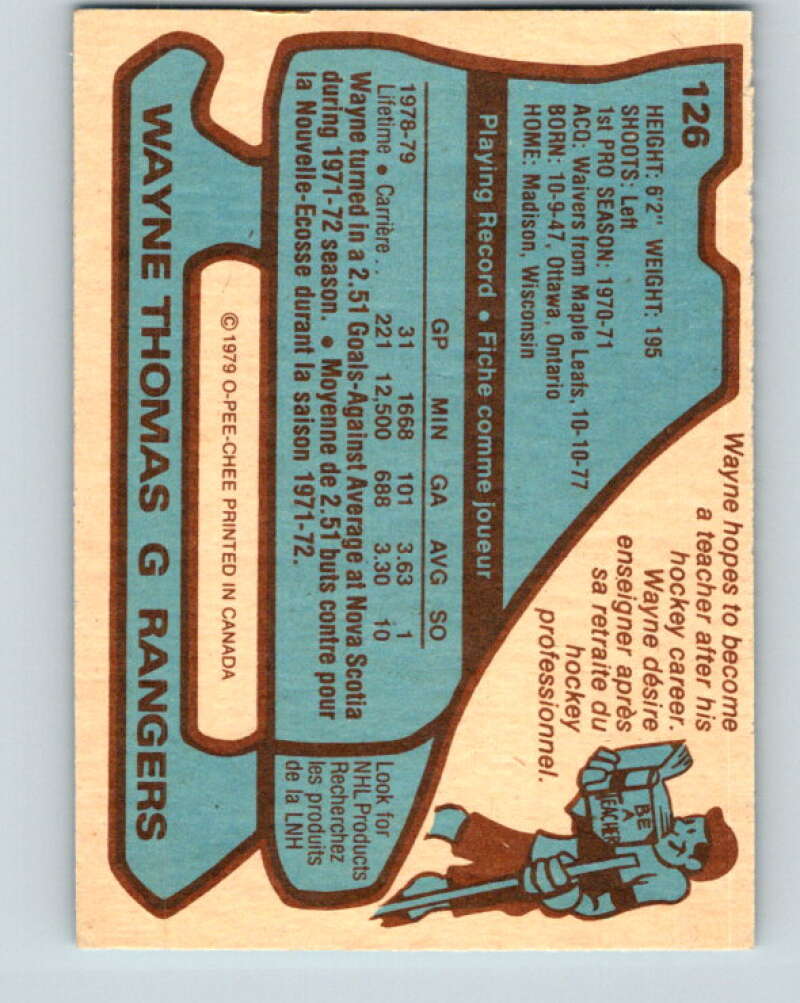 126
HEIGHT: 6'2" WEIGHT: 195
SHOOTS: Left
1st PRO SEASON: 1970-71
ACQ: Waivers from Maple Leafs, 10-10-77
BORN: 10-9-47, Ottawa, Ontario
HOME: Madison, Wisconsin
Wayne hopes to become
a teacher after his
hockey career.
Wayne désire
enseigner après
sa retraite du
hockey
professionnel.
BE
A
TEACHER
Playing Record • Fiche comme joueur
GP MIN GA AVG SO
1978-79 31 1668 101 3.63 1
Lifetime • Carrière .. 221 12,500 688 3.30 10
Wayne turned in a 2.51 Goals-Against Average at Nova Scotia
during 1971-72 season. • Moyenne de 2.51 buts contre pour
la Nouvelle-Ecosse durant la saison 1971-72.
Look for
NHL Products
Recherchez
les produits
de la LNH
©1979 O-PEE-CHEE PRINTED IN CANADA
WAYNE THOMAS G RANGERS